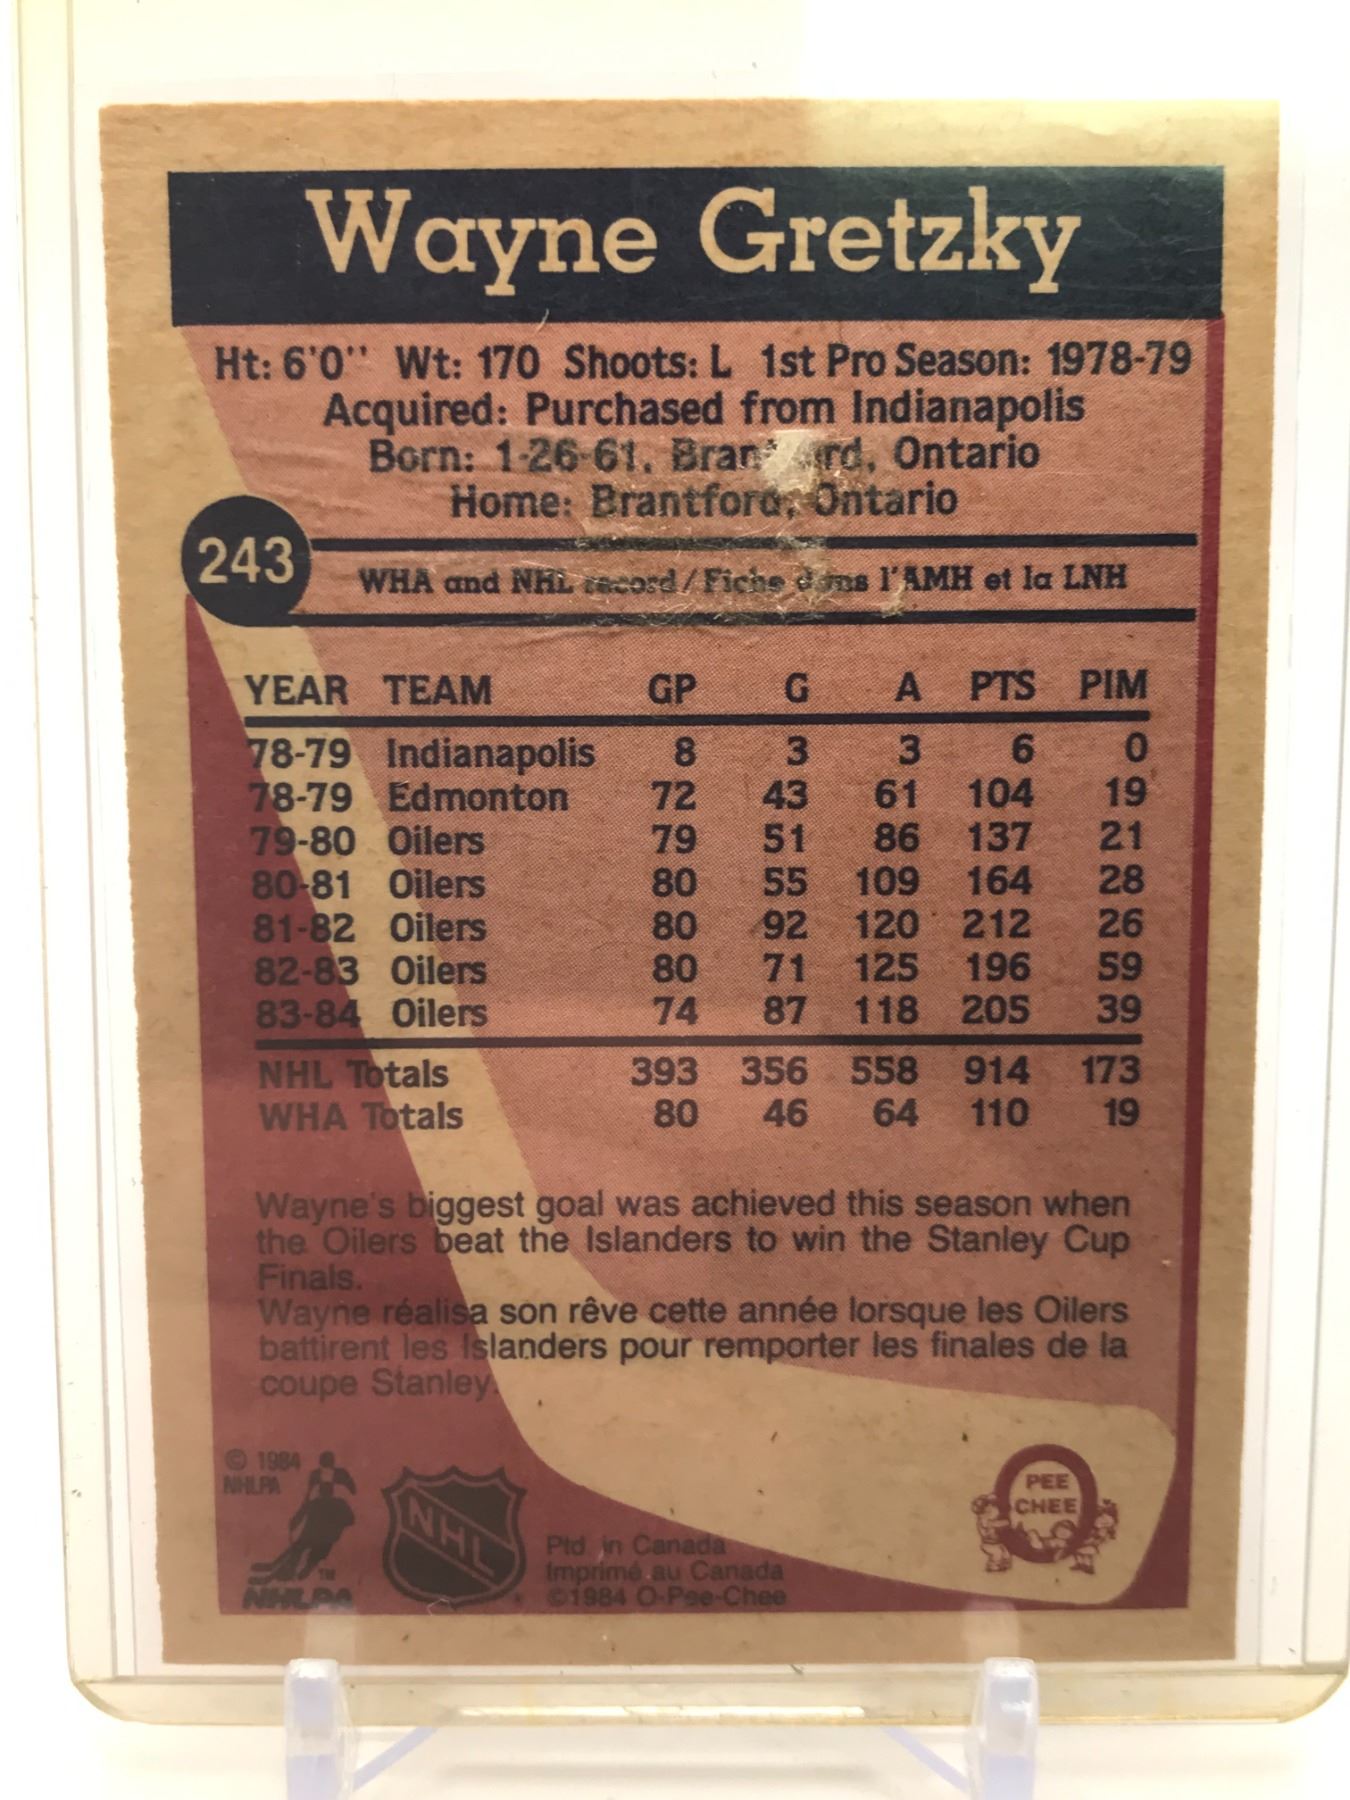 Wayne Gretzky
Ht: 6'0'' Wt: 170 Shoots: L 1st Pro Season: 1978-79
Acquired: Purchased from Indianapolis
Born: 1-26-61, Brantford, Ontario
Home: Brantford, Ontario
243
WHA and NHL record / Fiche dans l'AMH et la LNH
YEAR TEAM GP G A PTS PIM
78-79 Indianapolis 8 3 3 6 0
78-79 Edmonton 72 43 61 104 19
79-80 Oilers 79 51 86 137 21
80-81 Oilers 80 55 109 164 28
81-82 Oilers 80 92 120 212 26
82-83 Oilers 80 71 125 196 59
83-84 Oilers 74 87 118 205 39
NHL Totals 393 356 558 914 173
WHA Totals 80 46 64 110 19
Wayne's biggest goal was achieved this season when
the Oilers beat the Islanders to win the Stanley Cup
Finals.
Wayne réalisa son rêve cette année lorsque les Oilers
battirent les Islanders pour remporter les finales de la
coupe Stanley.
© 1984
NHLPA
NHLPA
TM
NHL
Ptd in Canada
Imprimé au Canada
©1984 O-Pee-Chee
PEE
CHEE